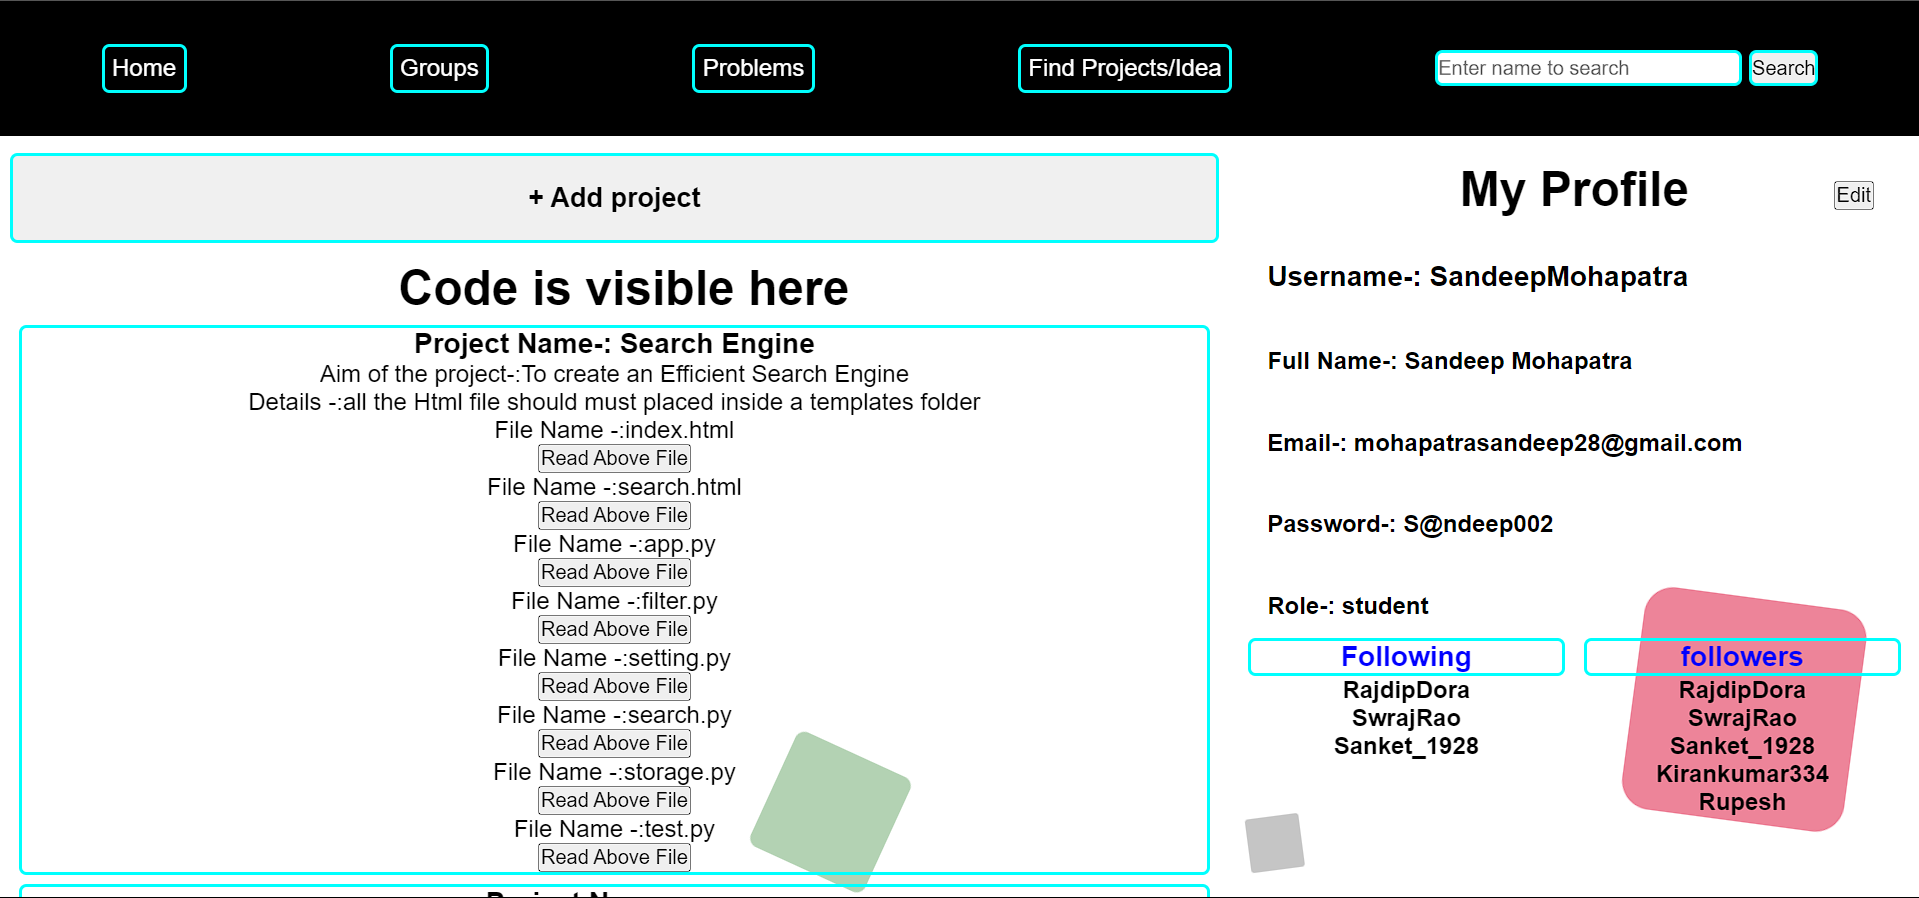 Home
Groups
Problems
Find Projects/Idea
Enter name to search
Search
+ Add project
Code is visible here
Project Name-: Search Engine
Aim of the project-:To create an Efficient Search Engine
Details -:all the Html file should must placed inside a templates folder
File Name -:index.html
Read Above File
File Name -:search.html
Read Above File
File Name -:app.py
Read Above File
File Name -:filter.py
Read Above File
File Name -:setting.py
Read Above File
File Name -:search.py
Read Above File
File Name -:storage.py
Read Above File
File Name -:test.py
Read Above File
My Profile
Edit
Username-: SandeepMohapatra
Full Name-: Sandeep Mohapatra
Email-: mohapatrasandeep28@gmail.com
Password-: S@ndeep002
Role-: student
Following
RajdipDora
SwrajRao
Sanket_1928
followers
RajdipDora
SwrajRao
Sanket_1928
Kirankumar334
Rupesh